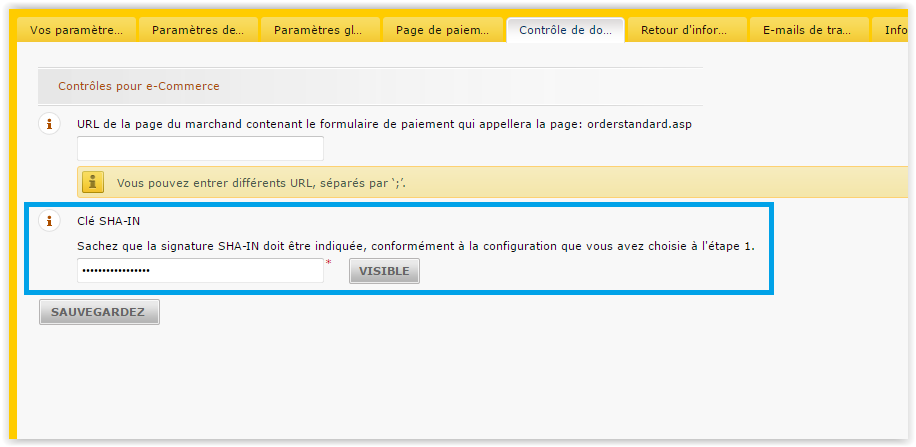 Vos paramètre... Paramètres de... Paramètres gl... Page de paiem... Contrôle de do... Retour d'infor... E-mails de tra... Info
Contrôles pour e-Commerce
URL de la page du marchand contenant le formulaire de paiement qui appellera la page: orderstandard.asp
Vous pouvez entrer différents URL, séparés par ';'.
Clé SHA-IN
Sachez que la signature SHA-IN doit être indiquée, conformément à la configuration que vous avez choisie à l'étape 1.
•••••••••••••••••* VISIBLE
SAUVEGARDEZ